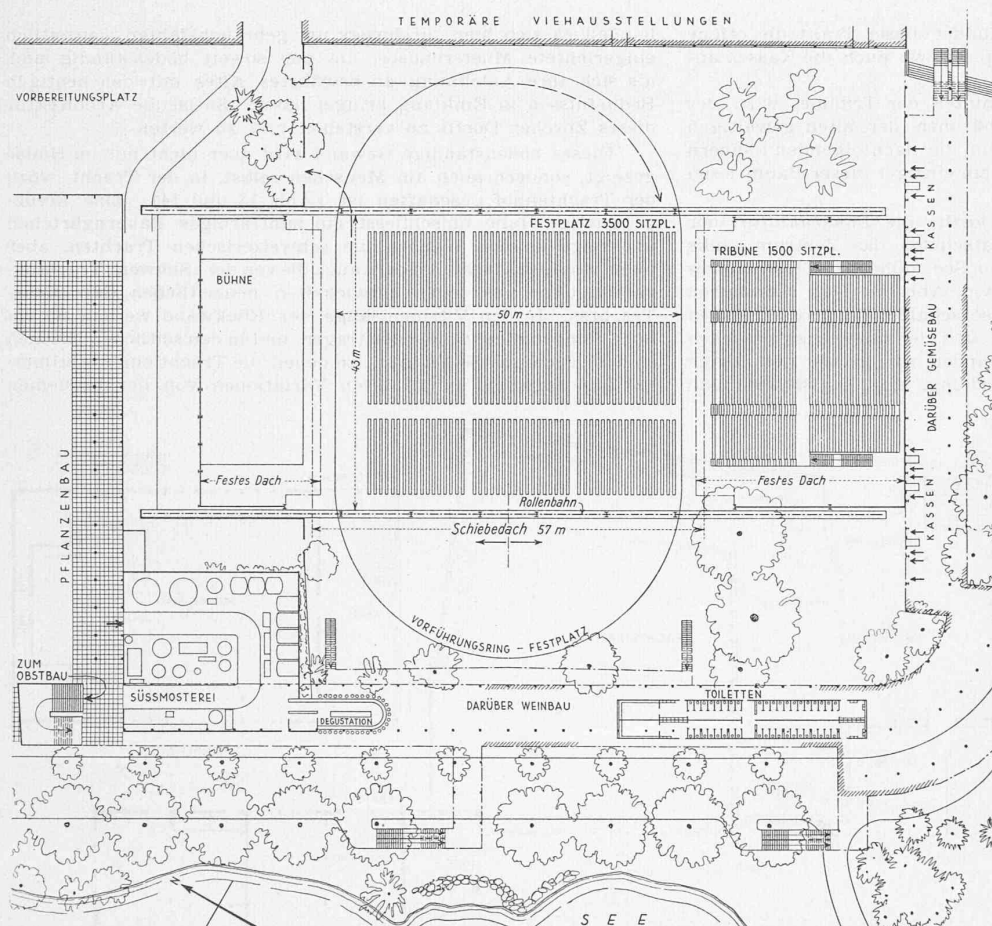 TEMPORÄRE VIEHAUSSTELLUNGEN
VORBEREITUNGSPLATZ
FESTPLATZ 3500 SITZPL.
TRIBÜNE 1500 SITZPL.
BÜHNE
50 m
43 m
KASSEN
DARÜBER GEMÜSEBAU
KASSEN
PFLANZENBAU
Festes Dach
Festes Dach
Rollenbahn
Schiebedach 57 m
VORFÜHRUNGSRING – FESTPLATZ
ZUM
OBSTBAU
SÜSSMOSTEREI
DEGUSTATION
DARÜBER WEINBAU
TOILETTEN
N
SEE